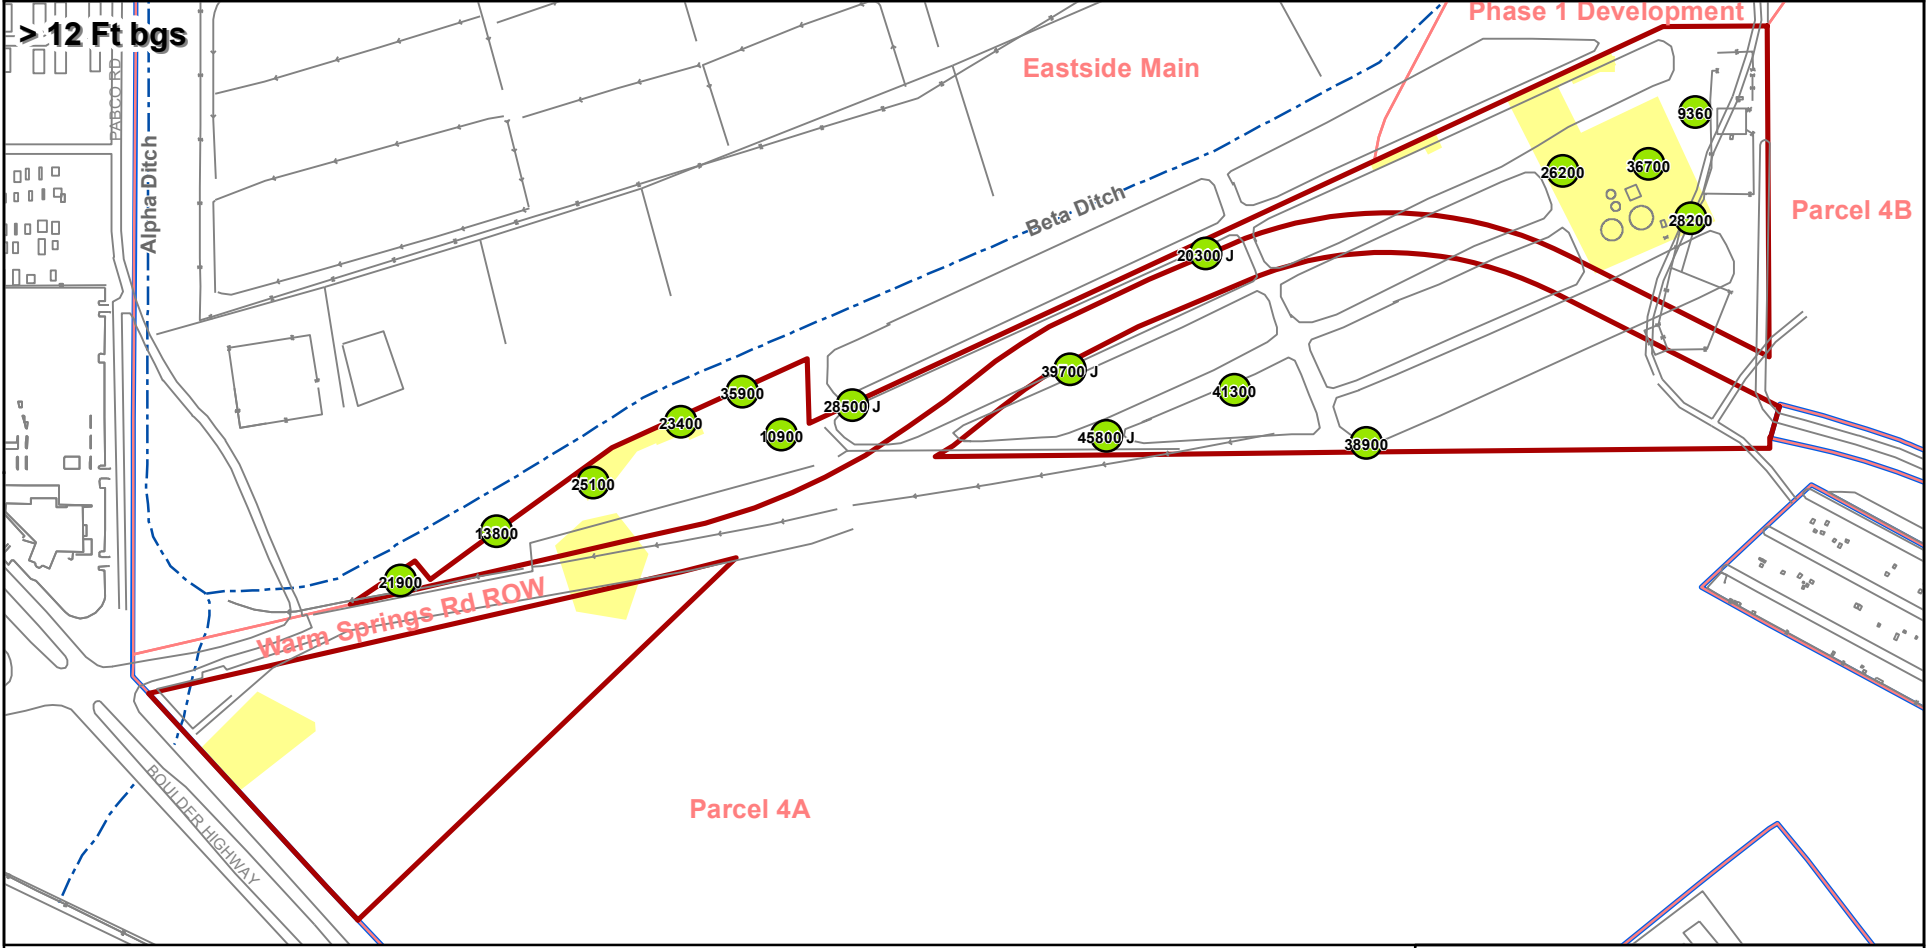 Phase 1 Development
> 12 Ft bgs
Eastside Main
PABCO RD
Alpha Ditch
9360
36700
26200
Beta Ditch
Parcel 4B
28200
20300 J
39700 J
35900
41300
28500 J
23400
10900
45800 J
38900
25100
13800
21900
Warm Springs Rd ROW
Parcel 4A
BOULDER HIGHWAY